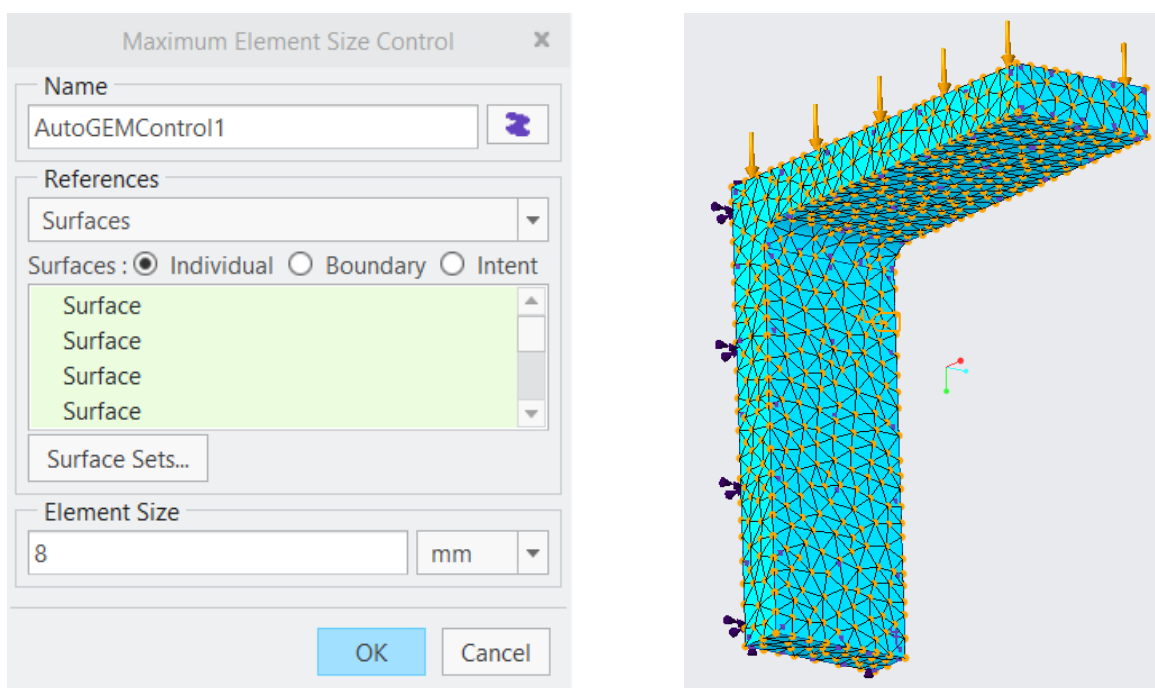 Maximum Element Size Control
Name
AutoGEMControl1
References
Surfaces
Surfaces : Individual Boundary Intent
Surface
Surface
Surface
Surface
Surface Sets...
Element Size
8 mm
OK Cancel